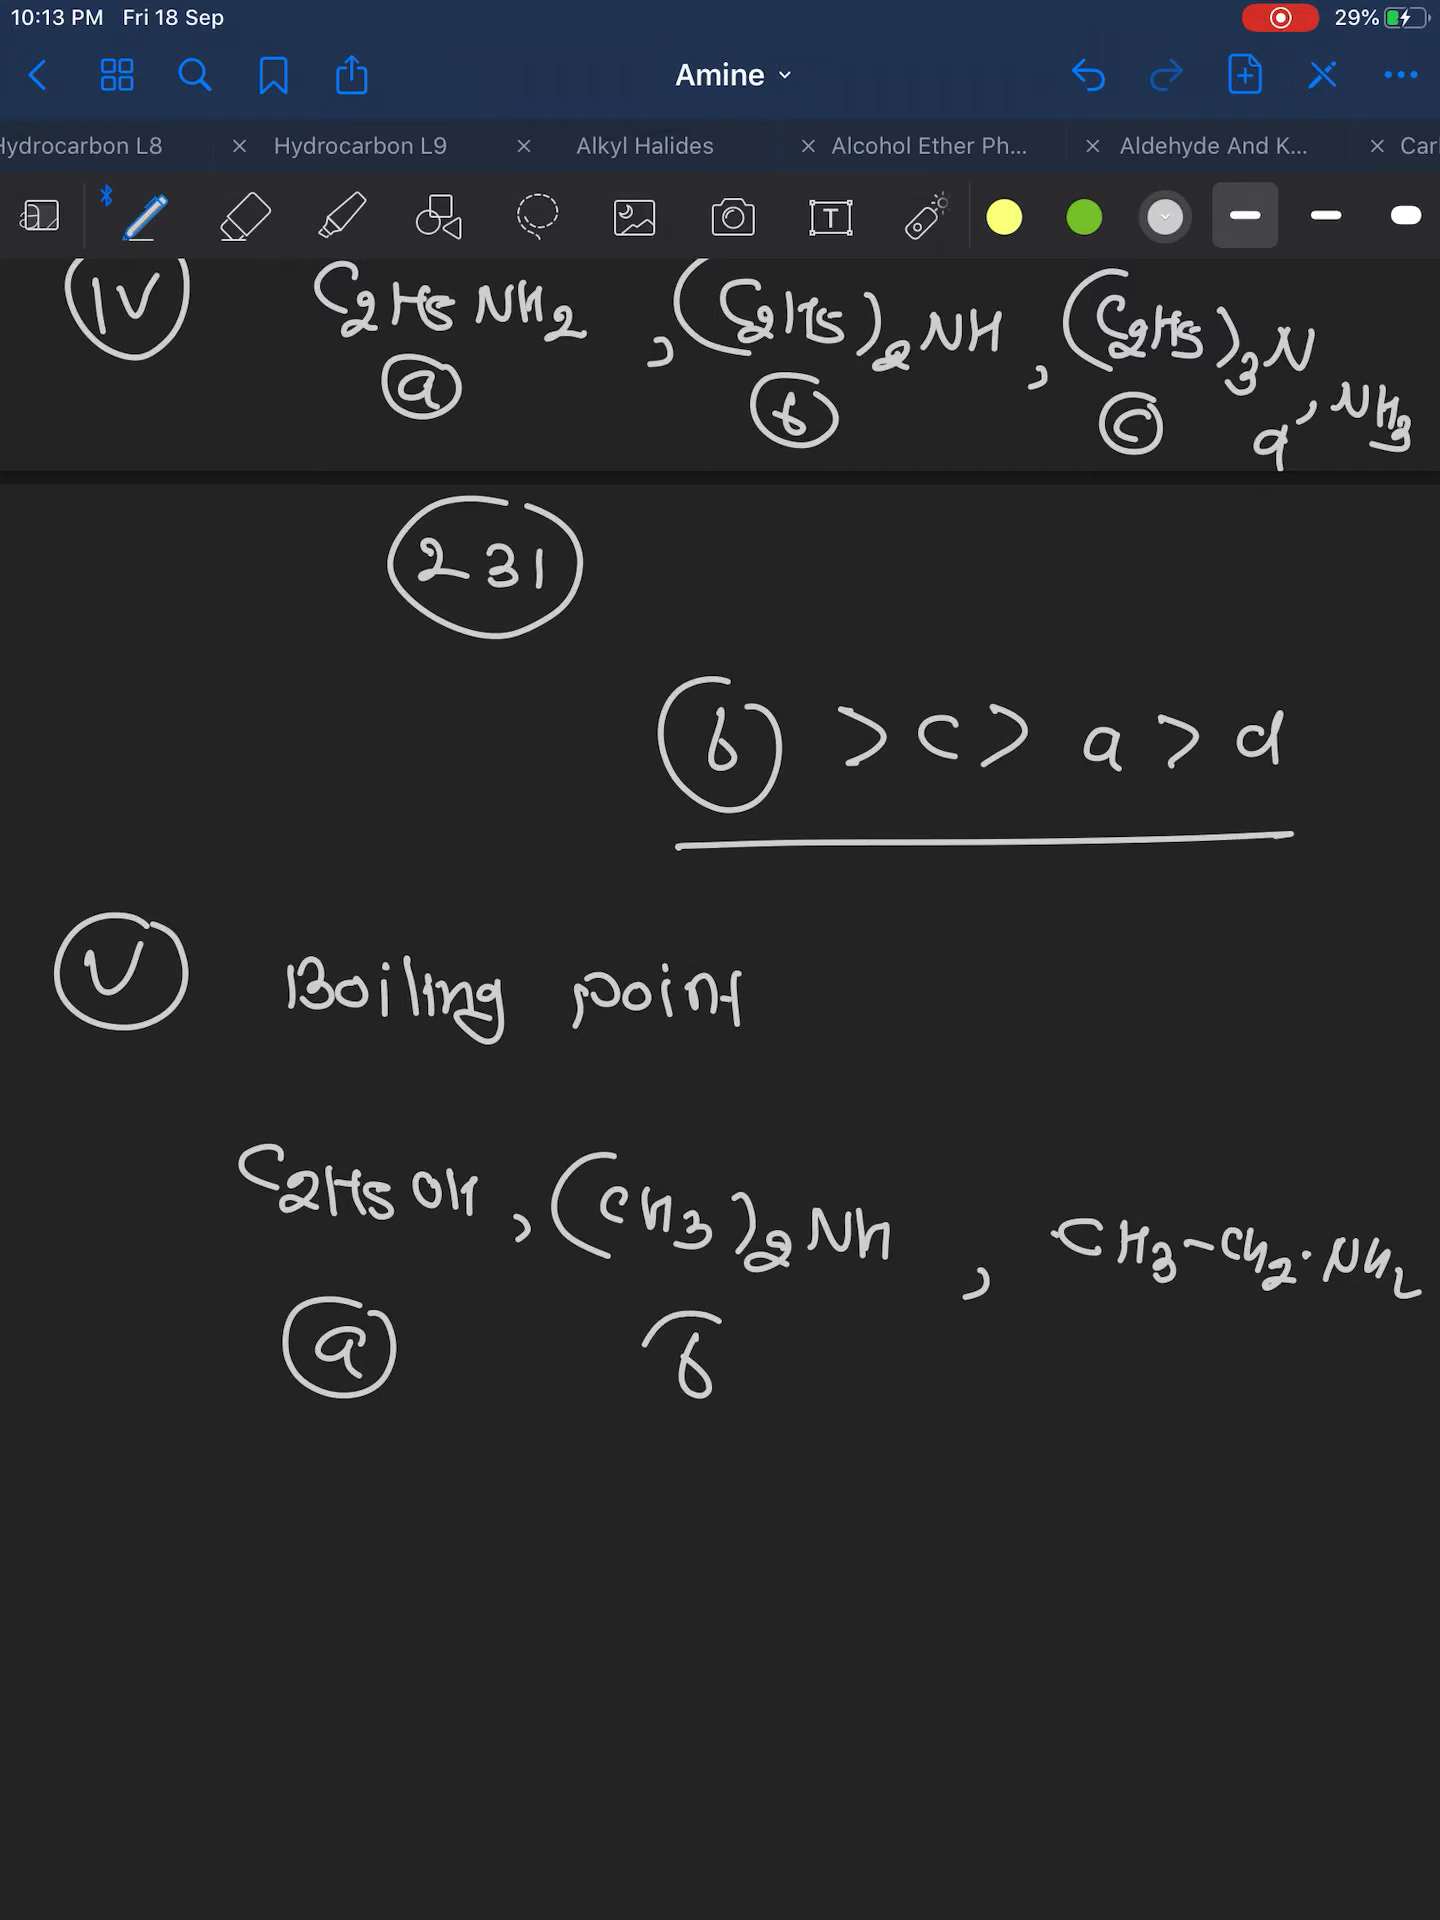 10:13 PM Fri 18 Sep 29%
Amine
Hydrocarbon L8 × Hydrocarbon L9 × Alkyl Halides × Alcohol Ether Ph... × Aldehyde And K... × Car
T
IV C2H5NH2, (C2H5)2NH, (C2H5)3N, NH3
a b c d
231
b > c > a > d
V Boiling point
C2H5OH, (CH3)2NH, CH3-CH2·NH2
a b